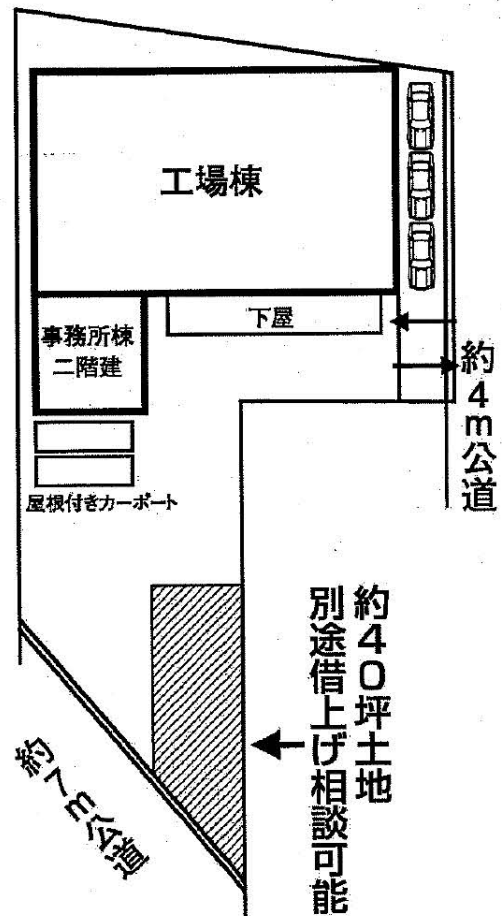 工場棟
下屋
事務所棟
二階建
約4m公道
屋根付きカーポート
約40坪土地
別途借上げ相談可能
約7m公道